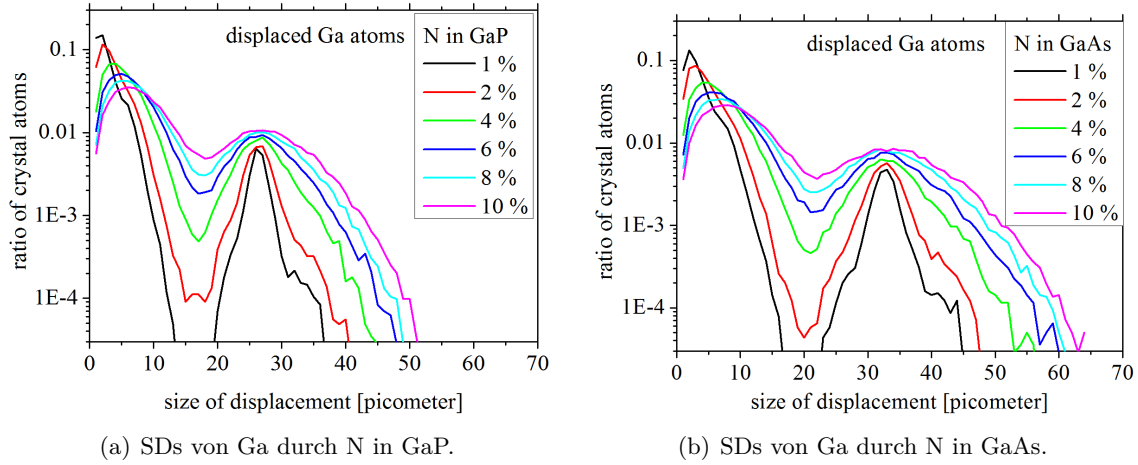 displaced Ga atoms
N in GaP
1 %
2 %
4 %
6 %
8 %
10 %
ratio of crystal atoms
0.1
0.01
1E-3
1E-4
0 10 20 30 40 50 60 70
size of displacement [picometer]
(a) SDs von Ga durch N in GaP.
displaced Ga atoms
N in GaAs
1 %
2 %
4 %
6 %
8 %
10 %
ratio of crystal atoms
0.1
0.01
1E-3
1E-4
0 10 20 30 40 50 60 70
size of displacement [picometer]
(b) SDs von Ga durch N in GaAs.